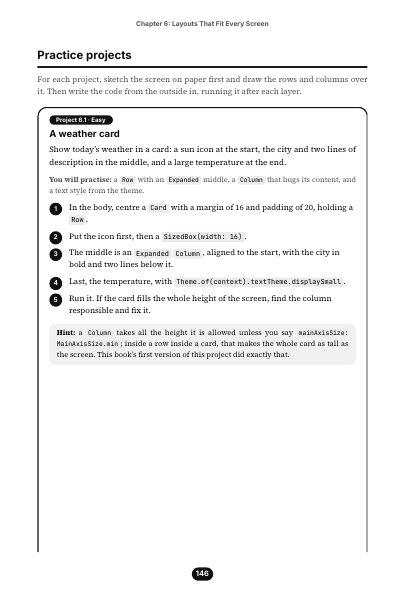 Chapter 6: Layouts That Fit Every Screen
Practice projects
For each project, sketch the screen on paper first and draw the rows and columns over
it. Then write the code from the outside in, running it after each layer.
Project 6.1 · Easy
A weather card
Show today's weather in a card: a sun icon at the start, the city and two lines of
description in the middle, and a large temperature at the end.
You will practise: a Row with an Expanded middle, a Column that hugs its content, and
a text style from the theme.
1 In the body, centre a Card with a margin of 16 and padding of 20, holding a
Row.
2 Put the icon first, then a SizedBox(width: 16).
3 The middle is an Expanded Column, aligned to the start, with the city in
bold and two lines below it.
4 Last, the temperature, with Theme.of(context).textTheme.displaySmall.
5 Run it. If the card fills the whole height of the screen, find the column
responsible and fix it.
Hint: a Column takes all the height it is allowed unless you say mainAxisSize:
MainAxisSize.min; inside a row inside a card, that makes the whole card as tall as
the screen. This book's first version of this project did exactly that.
146